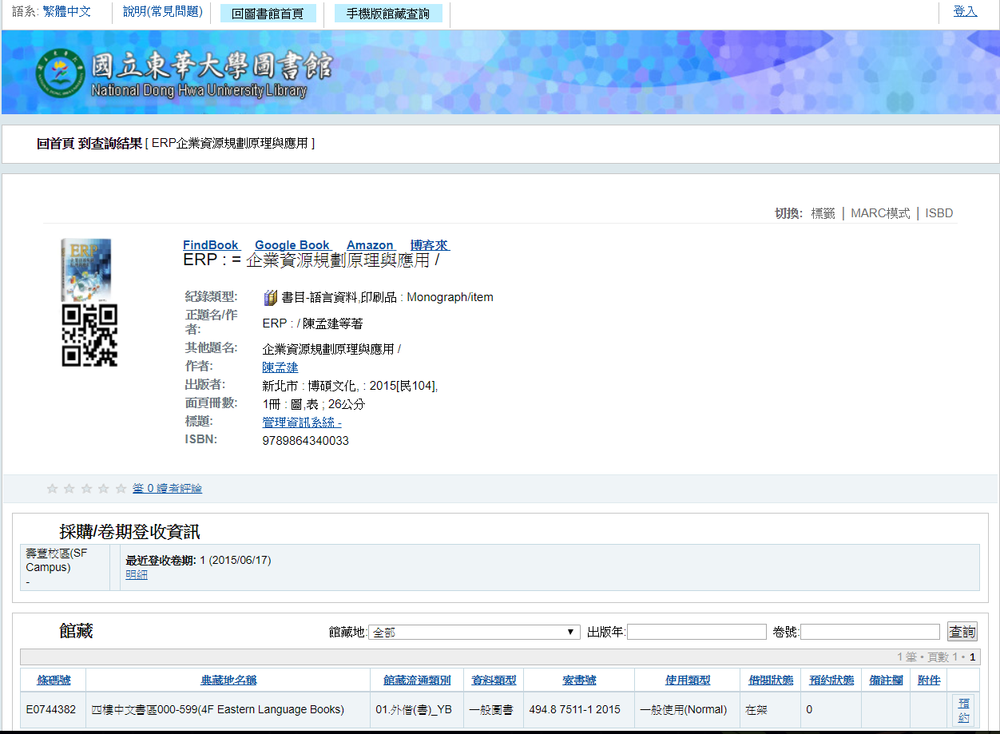 語系: 繁體中文 說明(常見問題) 回圖書館首頁 手機版館藏查詢 登入
國立東華大學圖書館
National Dong Hwa University Library
回首頁 到查詢結果 [ ERP企業資源規劃原理與應用 ]
切換: 標籤 | MARC模式 | ISBD
FindBook Google Book Amazon 博客來
ERP : = 企業資源規劃原理與應用 /
ERP
紀錄類型: 書目-語言資料,印刷品 : Monograph/item
正題名/作者: ERP : / 陳孟建等著
其他題名: 企業資源規劃原理與應用 /
作者: 陳孟建
出版者: 新北市 : 博碩文化, : 2015[民104],
面頁冊數: 1冊 : 圖,表 ; 26公分
標題: 管理資訊系統 -
ISBN: 9789864340033
筆 0 讀者評論
採購/卷期登收資訊
壽豐校區(SF Campus)
-
最近登收卷期: 1 (2015/06/17)
明細
館藏 館藏地: 全部 出版年: 卷號: 查詢
1 筆 • 頁數 1 • 1
條碼號 典藏地名稱 館藏流通類別 資料類型 索書號 使用類型 借閱狀態 預約狀態 備註欄 附件
E0744382 四樓中文書區000-599(4F Eastern Language Books) 01.外借(書)_YB 一般圖書 494.8 7511-1 2015 一般使用(Normal) 在架 0 預約